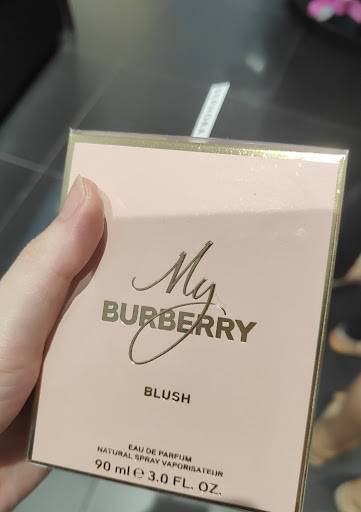 My
BURBERRY
BLUSH
EAU DE PARFUM
NATURAL SPRAY VAPORISATEUR
90 ml ℮ 3.0 FL. OZ.